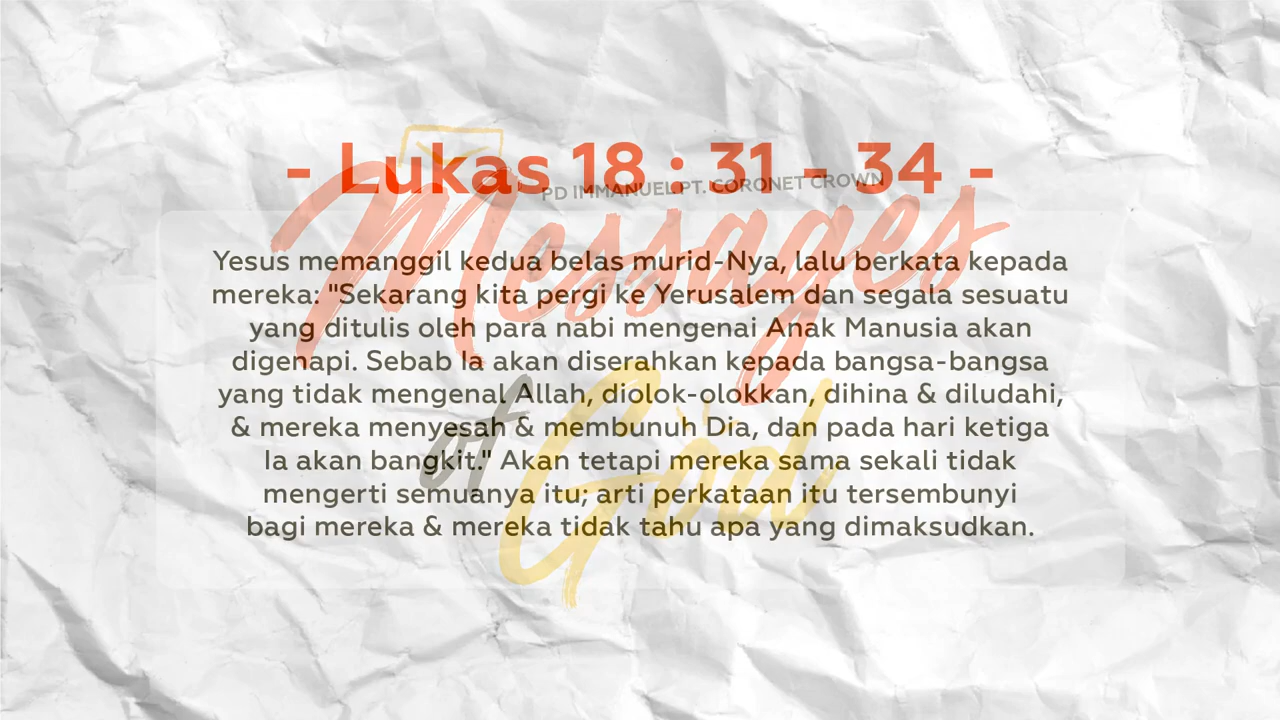 - Lukas 18 : 31 - 34 -
PD IMMANUEL PT. CORONET CROWN
Messages
of God
Yesus memanggil kedua belas murid-Nya, lalu berkata kepada
mereka: "Sekarang kita pergi ke Yerusalem dan segala sesuatu
yang ditulis oleh para nabi mengenai Anak Manusia akan
digenapi. Sebab Ia akan diserahkan kepada bangsa-bangsa
yang tidak mengenal Allah, diolok-olokkan, dihina & diludahi,
& mereka menyesah & membunuh Dia, dan pada hari ketiga
Ia akan bangkit." Akan tetapi mereka sama sekali tidak
mengerti semuanya itu; arti perkataan itu tersembunyi
bagi mereka & mereka tidak tahu apa yang dimaksudkan.